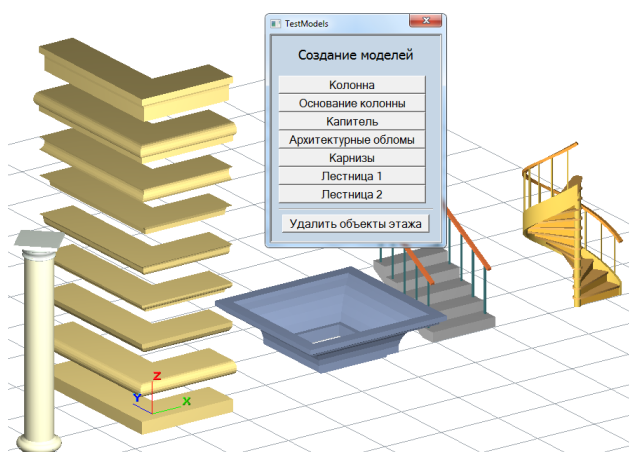 TestModels
Создание моделей
Колонна
Основание колонны
Капитель
Архитектурные обломы
Карнизы
Лестница 1
Лестница 2
Удалить объекты этажа
Z
Y
X